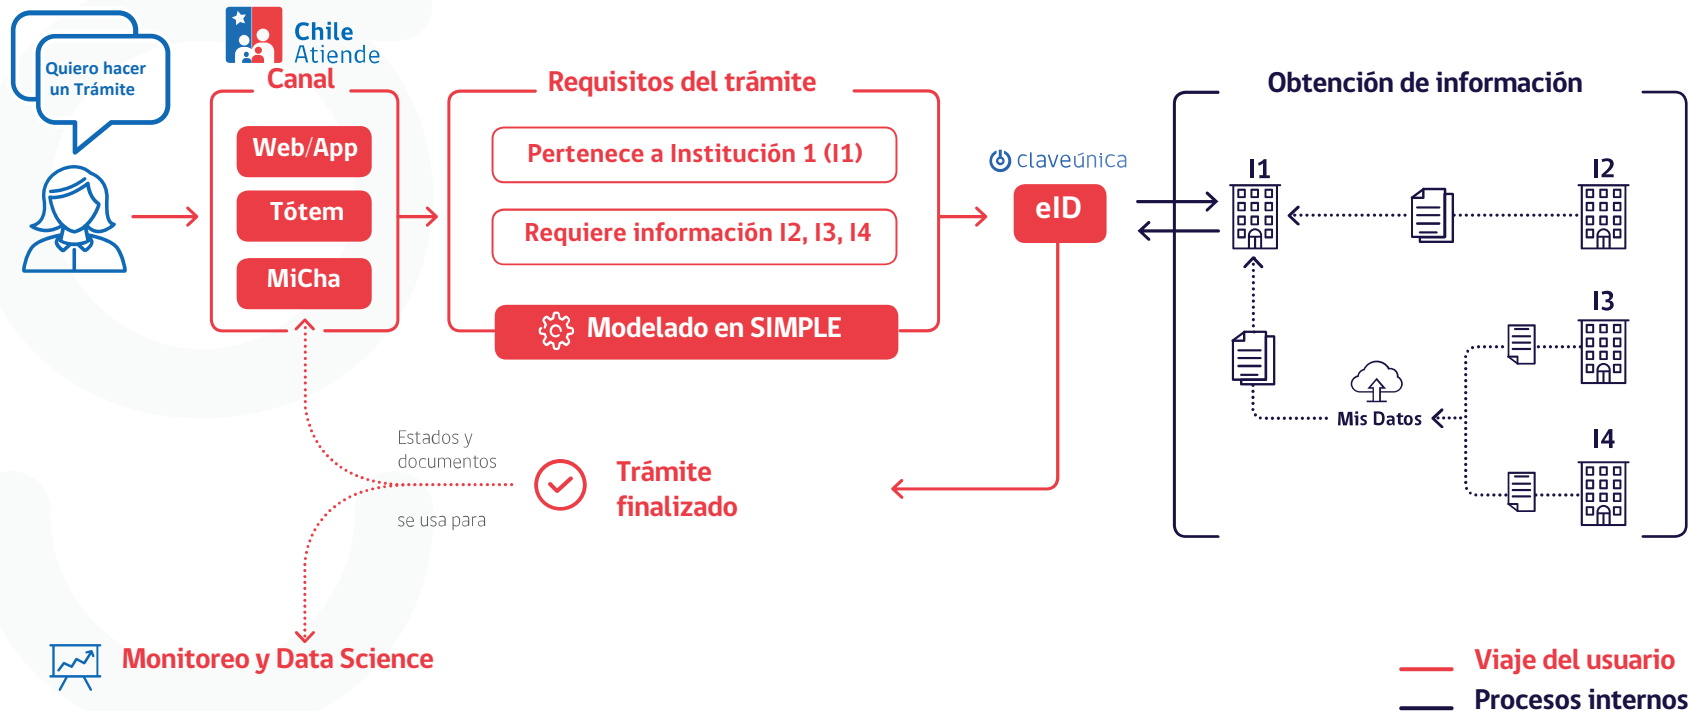 Quiero hacer
un Trámite
Chile
Atiende
Canal
Web/App
Tótem
MiCha
Requisitos del trámite
Pertenece a Institución 1 (I1)
Requiere información I2, I3, I4
Modelado en SIMPLE
claveúnica
eID
Obtención de información
I1
I2
I3
Mis Datos
I4
Estados y
documentos
se usa para
Trámite
finalizado
Monitoreo y Data Science
Viaje del usuario
Procesos internos